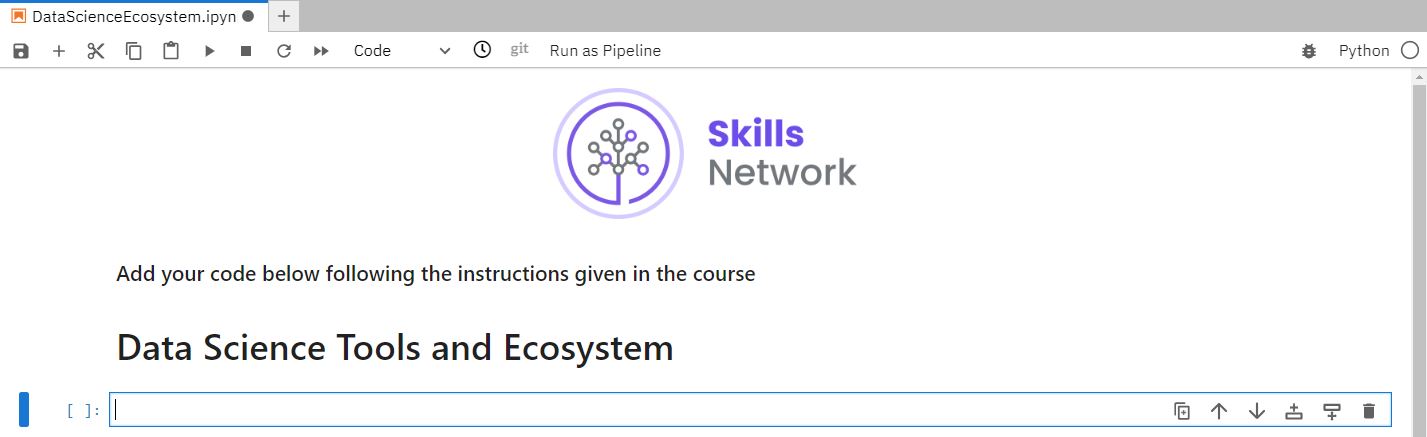 DataScienceEcosystem.ipyn
Code git Run as Pipeline Python
Skills
Network
Add your code below following the instructions given in the course
Data Science Tools and Ecosystem
[ ]: